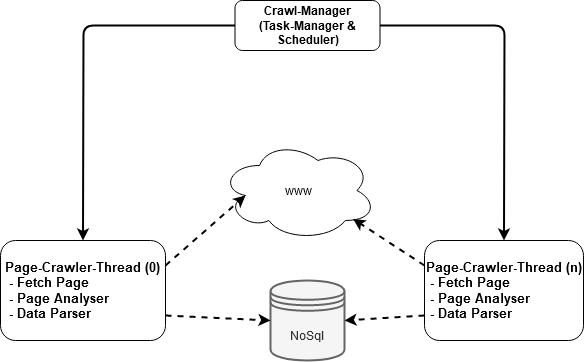 Crawl-Manager
(Task-Manager &
Scheduler)
www
Page-Crawler-Thread (0)
- Fetch Page
- Page Analyser
- Data Parser
Page-Crawler-Thread (n)
- Fetch Page
- Page Analyser
- Data Parser
NoSql